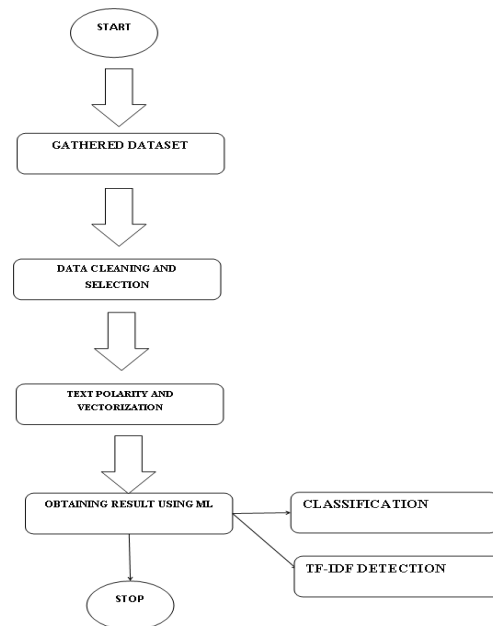 START
GATHERED DATASET
DATA CLEANING AND
SELECTION
TEXT POLARITY AND
VECTORIZATION
OBTAINING RESULT USING ML
CLASSIFICATION
TF-IDF DETECTION
STOP